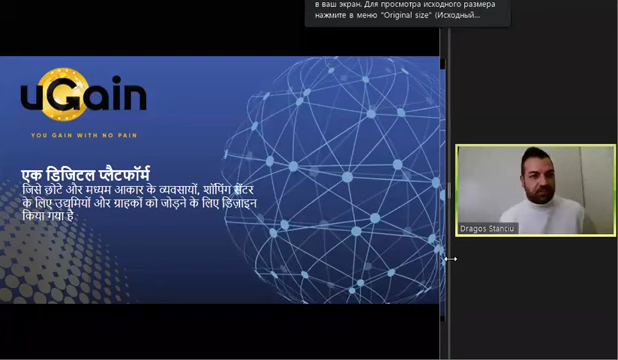 в ваш экран. Для просмотра исходного размера
нажмите в меню "Original size" (Исходный...
uGain
YOU GAIN WITH NO PAIN
एक डिजिटल प्लैटफॉर्म
जिसे छोटे और मध्यम आकार के व्यवसायों, शॉपिंग सेंटर
के लिए उद्यमियों और ग्राहकों को जोड़ने के लिए डिज़ाइन
किया गया है
Dragos Stanciu